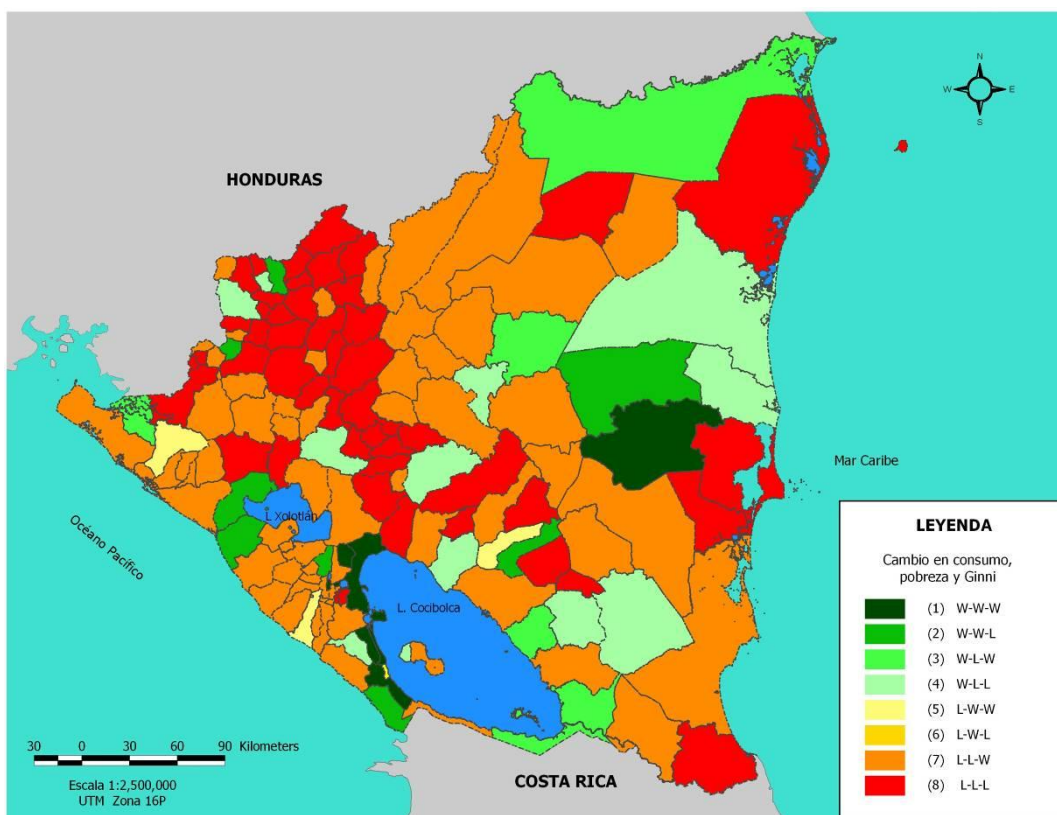 N
W E
S
HONDURAS
Mar Caribe
L Xolotlán
Océano Pacífico
L. Cocibolca
COSTA RICA
30 0 30 60 90 Kilometers
Escala 1:2,500,000
UTM Zona 16P
LEYENDA
Cambio en consumo,
pobreza y Ginni
(1) W-W-W
(2) W-W-L
(3) W-L-W
(4) W-L-L
(5) L-W-W
(6) L-W-L
(7) L-L-W
(8) L-L-L